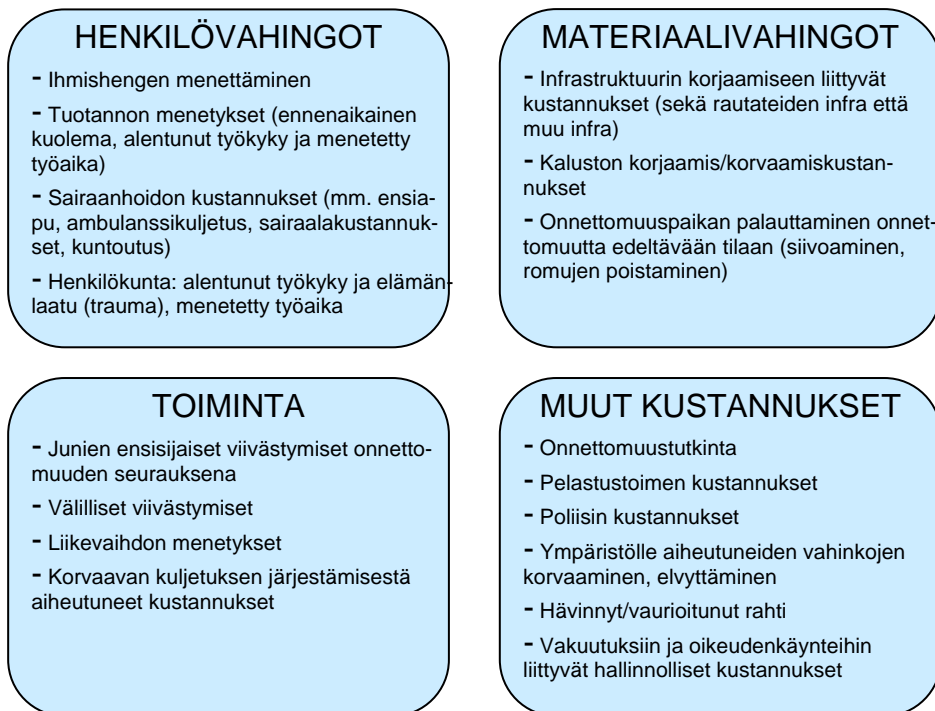 HENKILÖVAHINGOT
- Ihmishengen menettäminen
- Tuotannon menetykset (ennenaikainen
kuolema, alentunut työkyky ja menetetty
työaika)
- Sairaanhoidon kustannukset (mm. ensia-
pu, ambulanssikuljetus, sairaalakustannuk-
set, kuntoutus)
- Henkilökunta: alentunut työkyky ja elämän-
laatu (trauma), menetetty työaika
MATERIAALIVAHINGOT
- Infrastruktuurin korjaamiseen liittyvät
kustannukset (sekä rautateiden infra että
muu infra)
- Kaluston korjaamis/korvaamiskustan-
nukset
- Onnettomuuspaikan palauttaminen onnet-
tomuutta edeltävään tilaan (siivoaminen,
romujen poistaminen)
TOIMINTA
- Junien ensisijaiset viivästymiset onnetto-
muuden seurauksena
- Välilliset viivästymiset
- Liikevaihdon menetykset
- Korvaavan kuljetuksen järjestämisestä
aiheutuneet kustannukset
MUUT KUSTANNUKSET
- Onnettomuustutkinta
- Pelastustoimen kustannukset
- Poliisin kustannukset
- Ympäristölle aiheutuneiden vahinkojen
korvaaminen, elvyttäminen
- Hävinnyt/vaurioitunut rahti
- Vakuutuksiin ja oikeudenkäynteihin
liittyvät hallinnolliset kustannukset